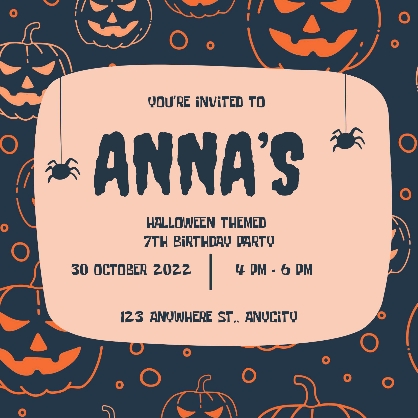 YOU'RE INVITED TO
ANNA'S
HALLOWEEN THEMED
7TH BIRTHDAY PARTY
30 OCTOBER 2022 | 4 PM - 6 PM
123 ANYWHERE ST., ANYCITY